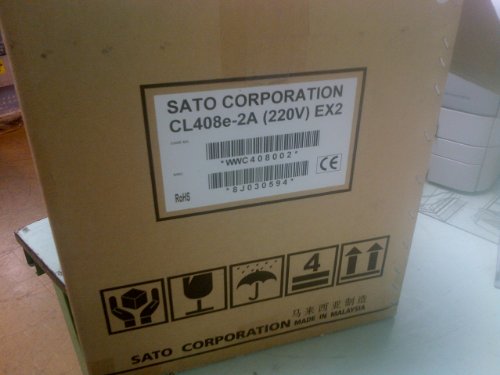 SATO CORPORATION
CL408e-2A (220V) EX2
*WWC408002*
CE
*8J030594*
RoHS
4
SATO CORPORATION
马来西亚制造
MADE IN MALAYSIA